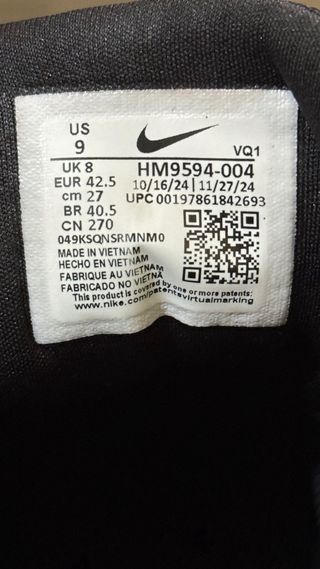 US
9
VQ1
UK 8
HM9594-004
EUR 42.5
10/16/24 | 11/27/24
cm 27
UPC 00197861842693
BR 40.5
CN 270
049KSQNSRMNM0
MADE IN VIETNAM
HECHO EN VIETNAM
FABRIQUE AU VIETNAM
FABRICADO NO VIETNÃ
This product is covered by one or more patents:
www.nike.com/patentsvirtualmarking